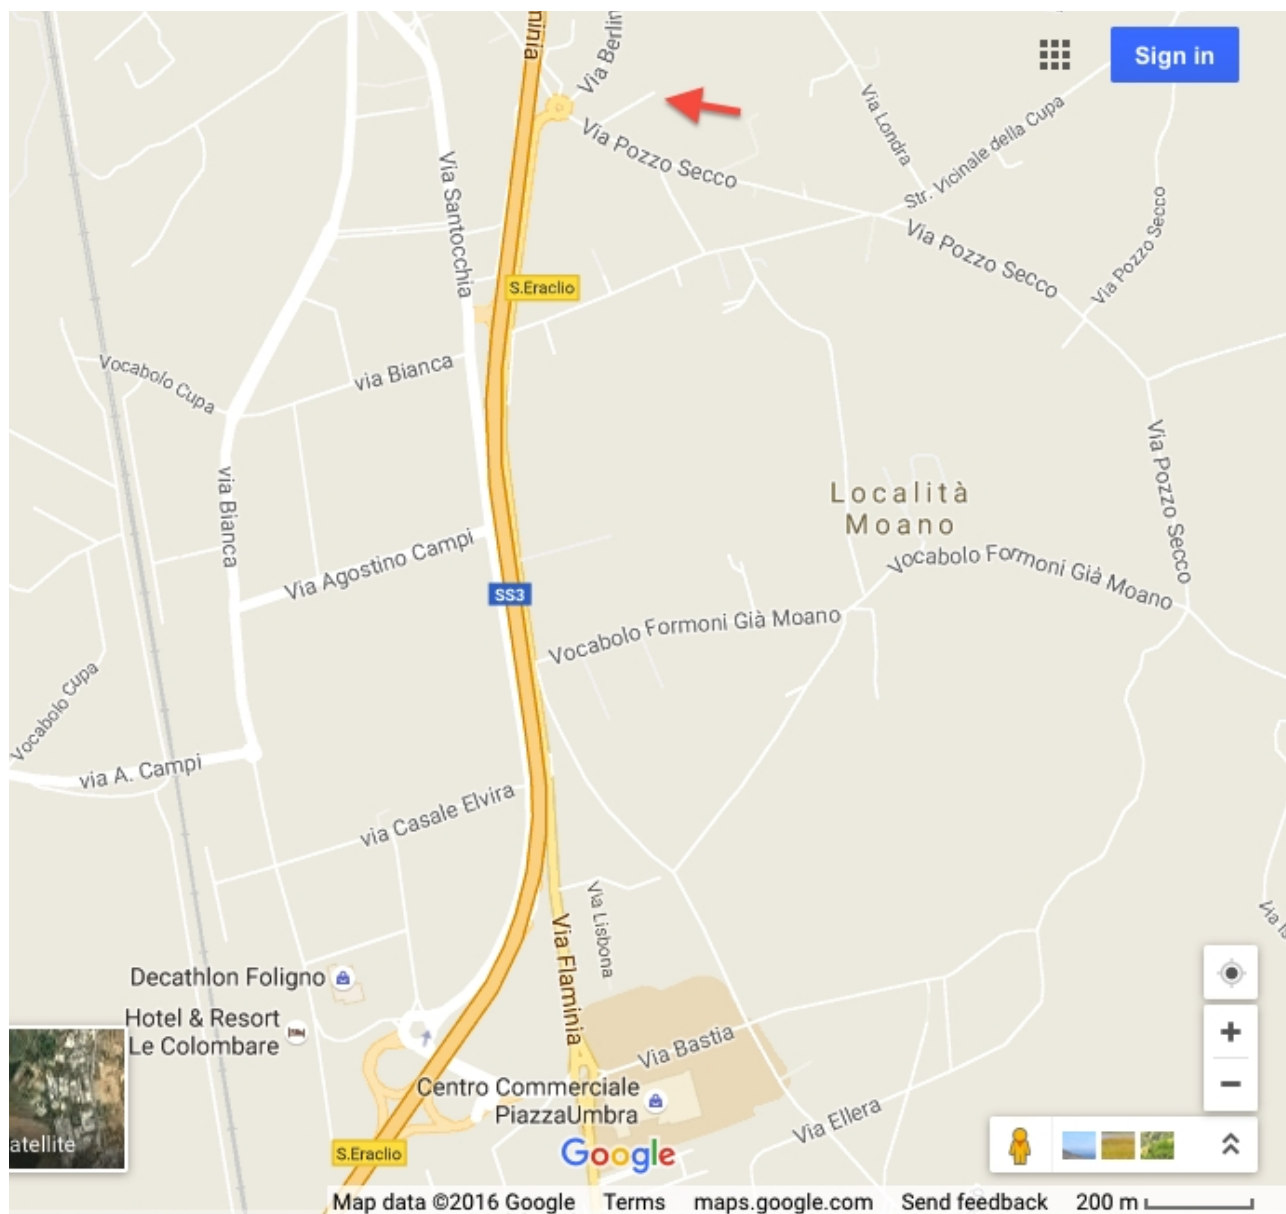 minia
Via Berlin
Sign in
Via Pozzo Secco
Via Londra
Str. Vicinale della Cupa
Via Santocchia
Via Pozzo Secco
Via Pozzo Secco
S.Eraclio
Vocabolo Cupa
via Bianca
via Bianca
Via Pozzo Secco
Località
Moano
Via Agostino Campi
SS3
Vocabolo Formoni Già Moano
Vocabolo Formoni Già Moano
Vocabolo Cupa
via A. Campi
via Casale Elvira
Via Lisbona
Via Flaminia
Decathlon Foligno
Hotel & Resort
Le Colombare
Via Bastia
Centro Commerciale
PiazzaUmbra
Via Ellera
atellite
S.Eraclio
Google
Map data ©2016 Google Terms maps.google.com Send feedback 200 m